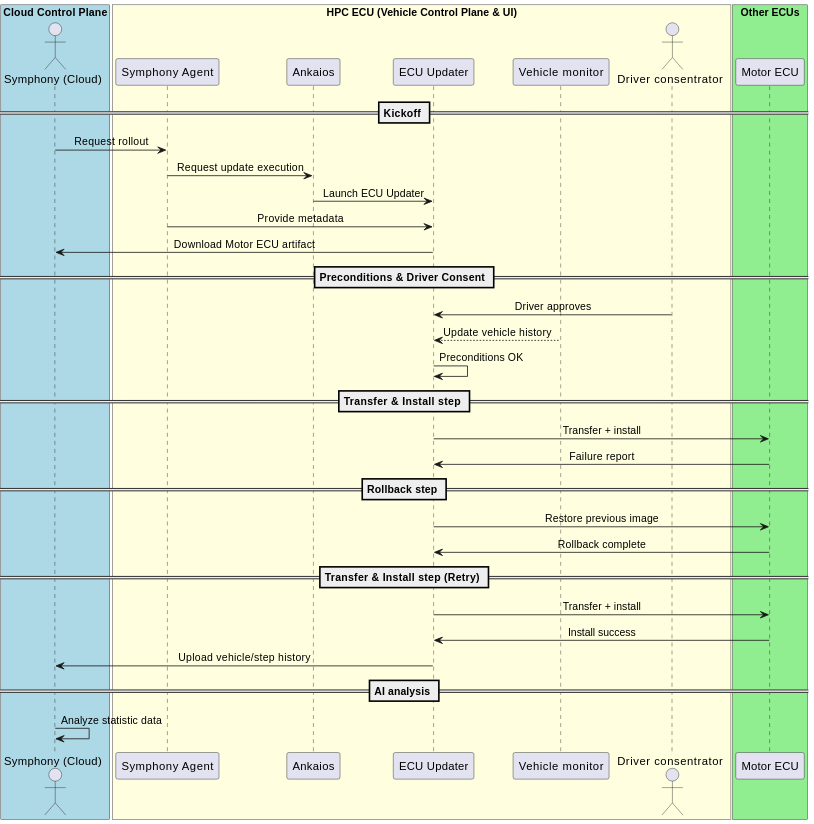 Cloud Control Plane
HPC ECU (Vehicle Control Plane & UI)
Other ECUs
Symphony (Cloud)
Symphony Agent
Ankaios
ECU Updater
Vehicle monitor
Driver consentrator
Motor ECU
Kickoff
Request rollout
Request update execution
Launch ECU Updater
Provide metadata
Download Motor ECU artifact
Preconditions & Driver Consent
Driver approves
Update vehicle history
Preconditions OK
Transfer & Install step
Transfer + install
Failure report
Rollback step
Restore previous image
Rollback complete
Transfer & Install step (Retry)
Transfer + install
Install success
Upload vehicle/step history
AI analysis
Analyze statistic data
Symphony (Cloud)
Symphony Agent
Ankaios
ECU Updater
Vehicle monitor
Driver consentrator
Motor ECU